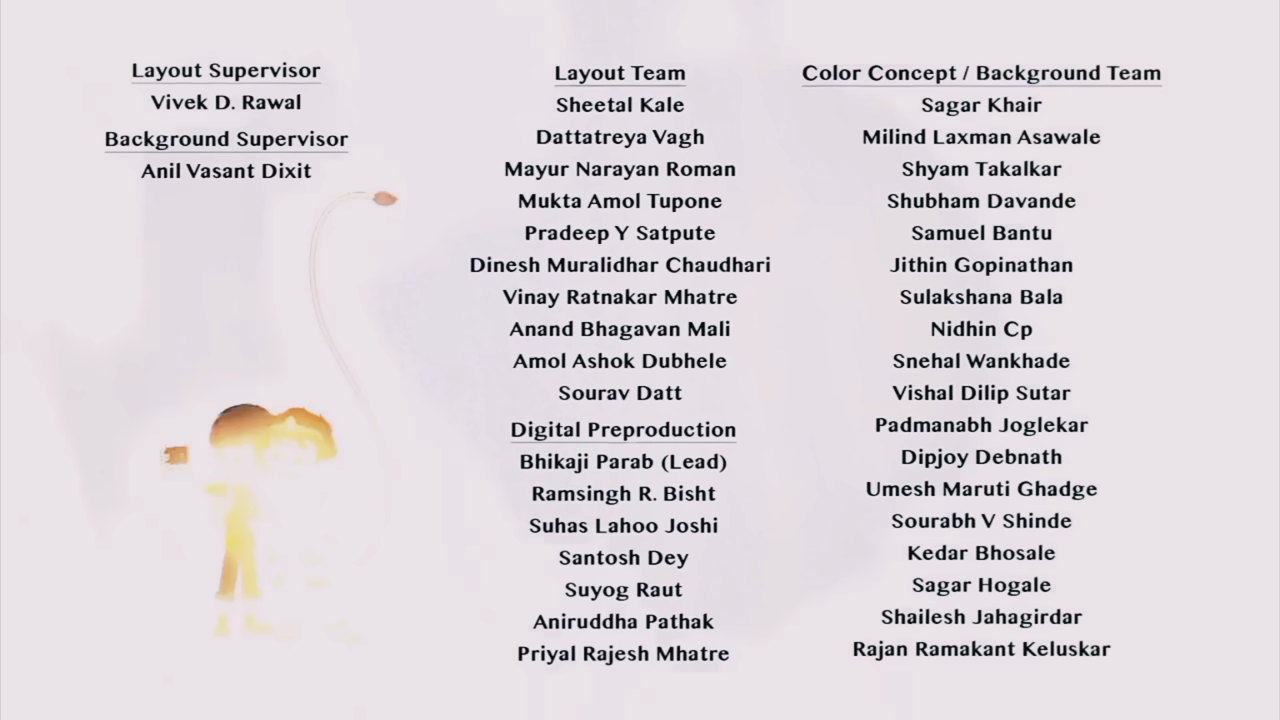 Layout Supervisor
Vivek D. Rawal
Background Supervisor
Anil Vasant Dixit
Layout Team
Sheetal Kale
Dattatreya Vagh
Mayur Narayan Roman
Mukta Amol Tupone
Pradeep Y Satpute
Dinesh Muralidhar Chaudhari
Vinay Ratnakar Mhatre
Anand Bhagavan Mali
Amol Ashok Dubhele
Sourav Datt
Digital Preproduction
Bhikaji Parab (Lead)
Ramsingh R. Bisht
Suhas Lahoo Joshi
Santosh Dey
Suyog Raut
Aniruddha Pathak
Priyal Rajesh Mhatre
Color Concept / Background Team
Sagar Khair
Milind Laxman Asawale
Shyam Takalkar
Shubham Davande
Samuel Bantu
Jithin Gopinathan
Sulakshana Bala
Nidhin Cp
Snehal Wankhade
Vishal Dilip Sutar
Padmanabh Joglekar
Dipjoy Debnath
Umesh Maruti Ghadge
Sourabh V Shinde
Kedar Bhosale
Sagar Hogale
Shailesh Jahagirdar
Rajan Ramakant Keluskar